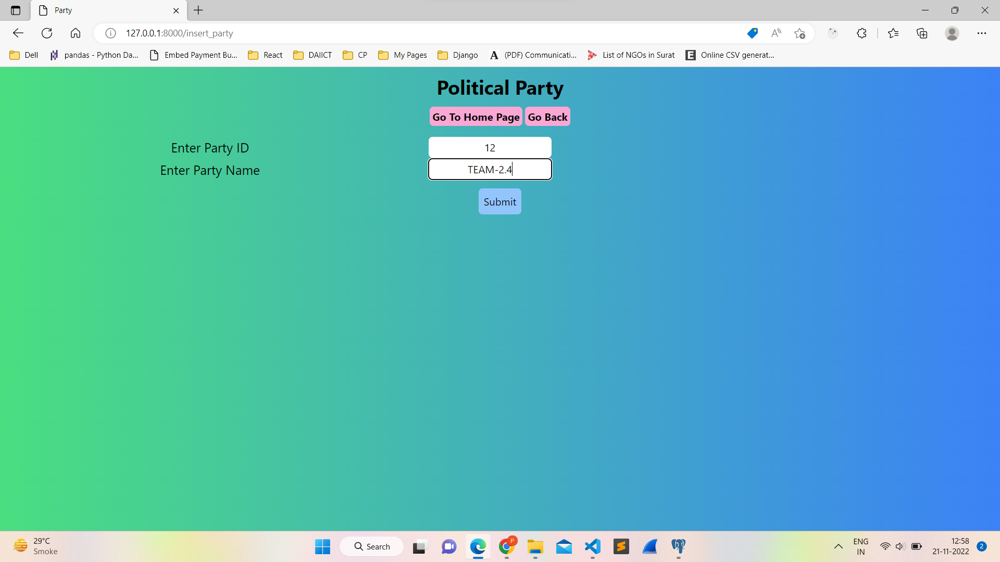 Party
127.0.0.1:8000/insert_party
Dell
pandas - Python Da...
Embed Payment Bu...
React
DAIICT
CP
My Pages
Django
(PDF) Communicati...
List of NGOs in Surat
Online CSV generat...
Political Party
Go To Home Page Go Back
Enter Party ID 12
Enter Party Name TEAM-2.4
Submit
29°C
Smoke
Search
P
ENG
IN
12:58
21-11-2022
2